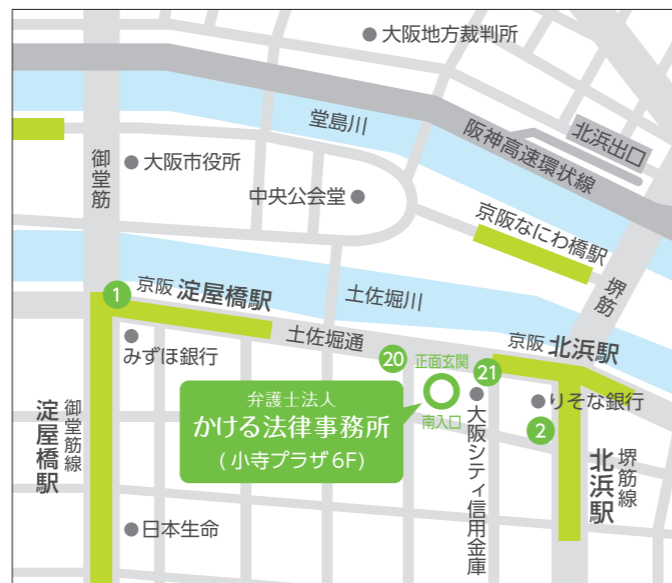 大阪地方裁判所
堂島川
阪神高速環状線
北浜出口
御堂筋
大阪市役所
中央公会堂
京阪なにわ橋駅
堺筋
1
京阪 淀屋橋駅
土佐堀川
土佐堀通
京阪 北浜駅
みずほ銀行
20
正面玄関
21
南入口
弁護士法人
かける法律事務所
(小寺プラザ6F)
りそな銀行
2
大阪シティ信用金庫
御堂筋線
淀屋橋駅
堺筋線
北浜駅
日本生命